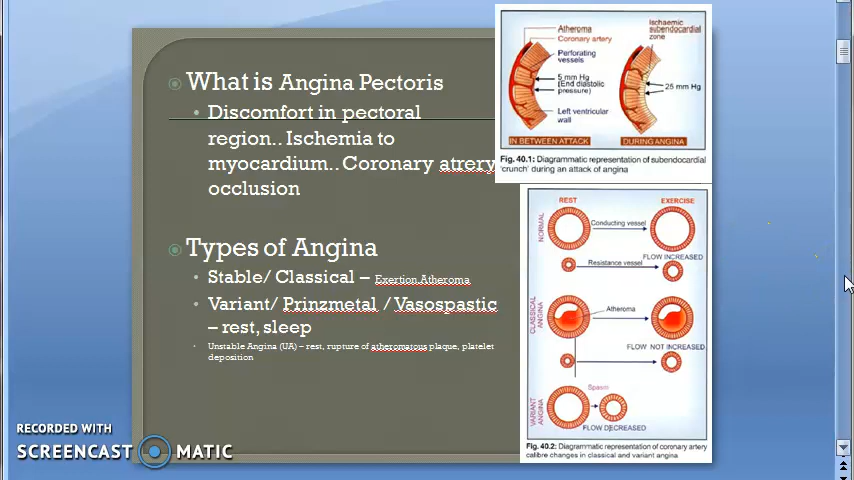 What is Angina Pectoris
Discomfort in pectoral
region.. Ischemia to
myocardium.. Coronary atrery
occlusion
Types of Angina
Stable/ Classical – Exertion.Atheroma
Variant/ Prinzmetal / Vasospastic
– rest, sleep
Unstable Angina (UA) – rest, rupture of atheromatous plaque, platelet
deposition
Atheroma
Coronary artery
Perforating
vessels
5 mm Hg
(End diastolic
pressure)
Left ventricular
wall
IN BETWEEN ATTACK
Ischaemic
subendocardial
zone
25 mm Hg
DURING ANGINA
Fig. 40.1: Diagrammatic representation of subendocardial
'crunch' during an attack of angina
REST
EXERCISE
NORMAL
Conducting vessel
FLOW INCREASED
Resistance vessel
CLASSICAL
ANGINA
Atheroma
FLOW NOT INCREASED
VARIANT
ANGINA
Spasm
FLOW DECREASED
Fig. 40.2: Diagrammatic representation of coronary artery
calibre changes in classical and variant angina.
RECORDED WITH
SCREENCAST MATIC